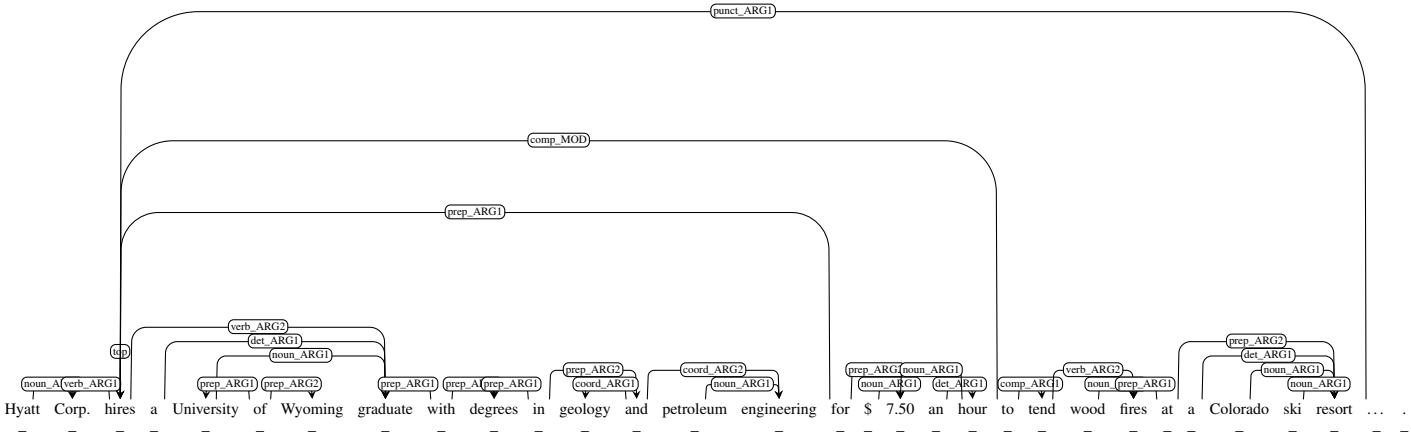 punct_ARG1
comp_MOD
prep_ARG1
verb_ARG2
det_ARG1 prep_ARG2
top noun_ARG1 det_ARG1
prep_ARG2 coord_ARG2 noun_ARG1 verb_ARG2 noun_ARG1
verb_ARG1 prep_ARG1 prep_ARG2 prep_ARG1 prep_ARG1 coord_ARG1 noun_ARG1 noun_ARG1 det_ARG1 comp_ARG1 prep_ARG1 noun_ARG1
Hyatt Corp. hires a University of Wyoming graduate with degrees in geology and petroleum engineering for $ 7.50 an hour to tend wood fires at a Colorado ski resort ... .
_ _ _ _ _ _ _ _ _ _ _ _ _ _ _ _ _ _ _ _ _ _ _ _ _ _ _ _ _ _ _